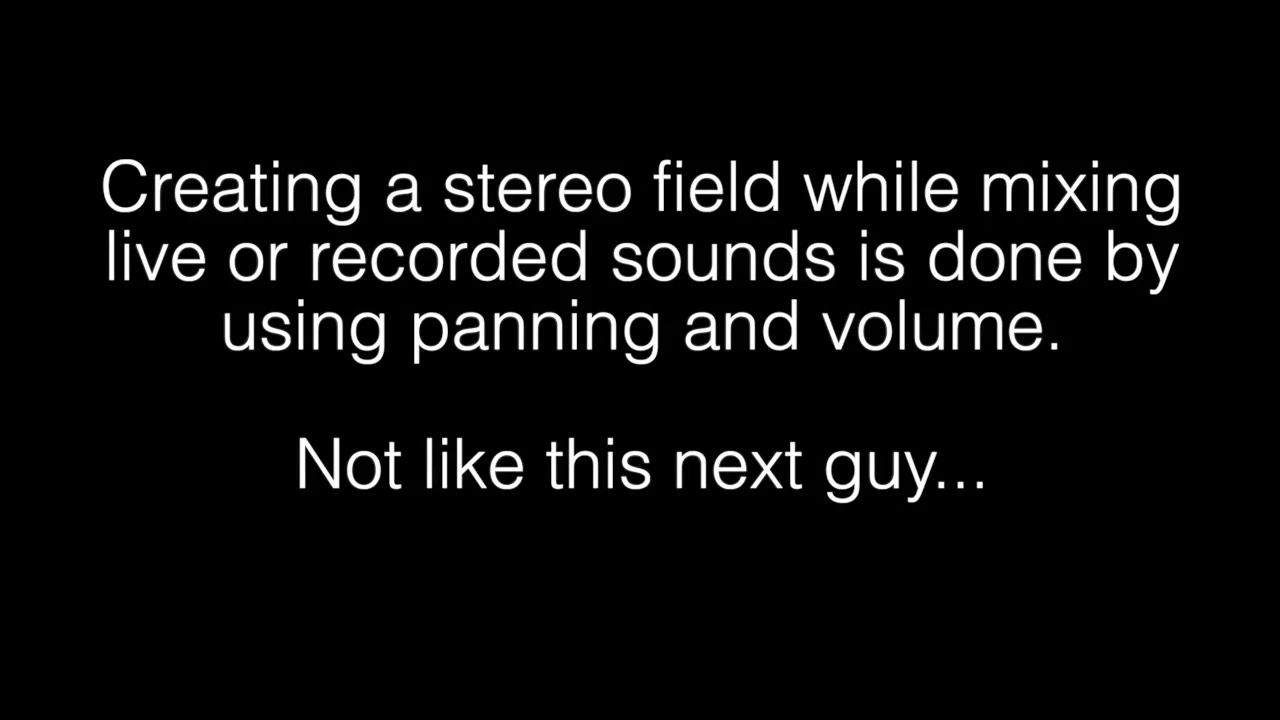 Creating a stereo field while mixing
live or recorded sounds is done by
using panning and volume.
Not like this next guy...